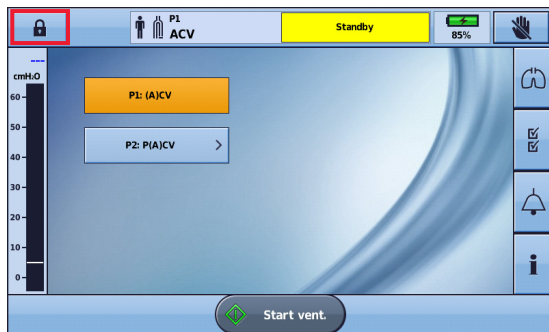 P1
ACV
Standby
85%
---
cmH₂O
60
50
40
30
20
10
0
P1: (A)CV
P2: P(A)CV
Start vent.